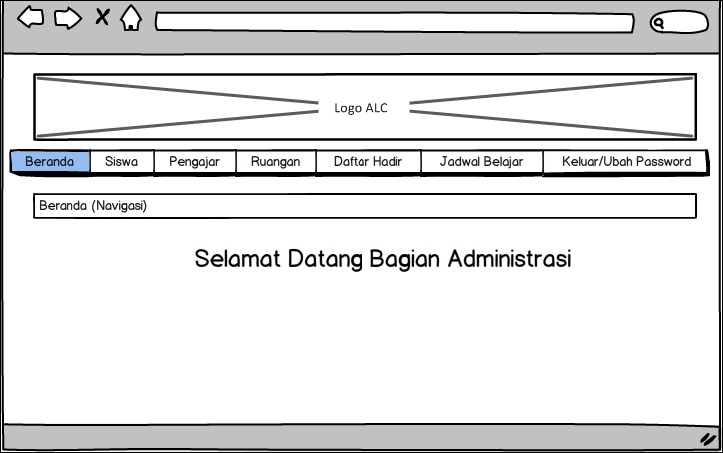 Logo ALC
Beranda Siswa Pengajar Ruangan Daftar Hadir Jadwal Belajar Keluar/Ubah Password
Beranda (Navigasi)
Selamat Datang Bagian Administrasi